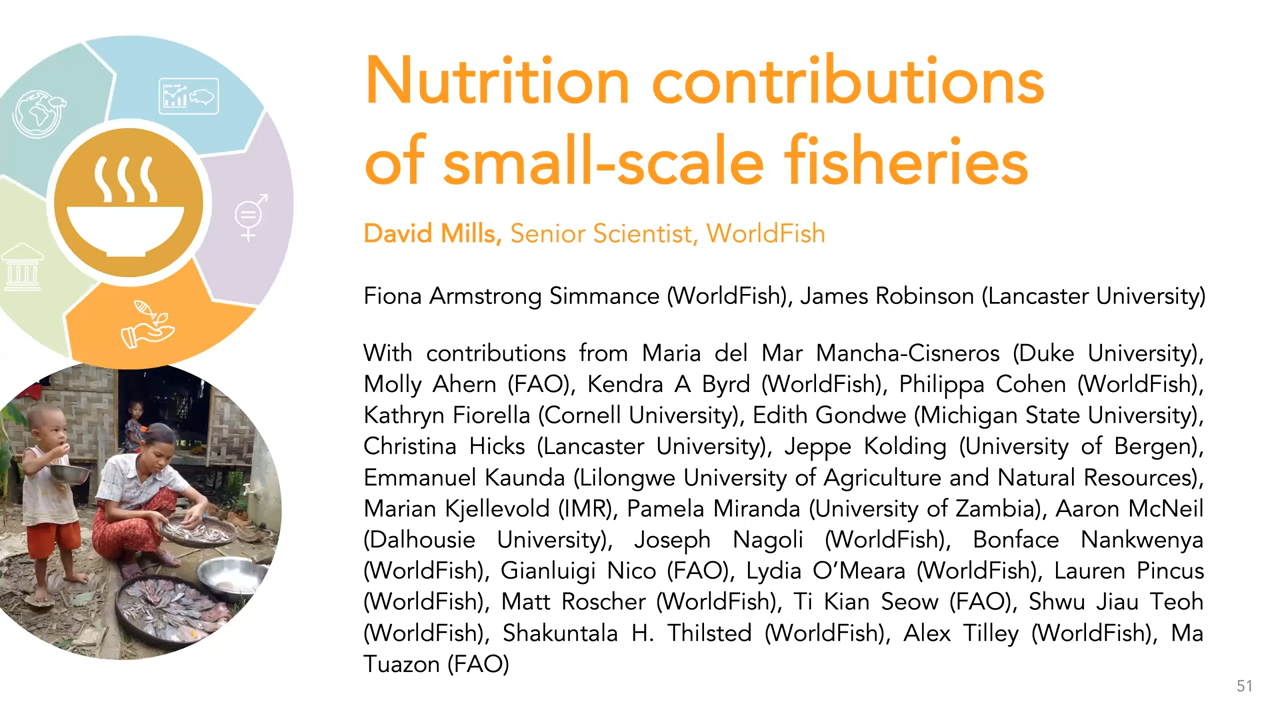 Nutrition contributions
of small-scale fisheries
David Mills, Senior Scientist, WorldFish
Fiona Armstrong Simmance (WorldFish), James Robinson (Lancaster University)
With contributions from Maria del Mar Mancha-Cisneros (Duke University),
Molly Ahern (FAO), Kendra A Byrd (WorldFish), Philippa Cohen (WorldFish),
Kathryn Fiorella (Cornell University), Edith Gondwe (Michigan State University),
Christina Hicks (Lancaster University), Jeppe Kolding (University of Bergen),
Emmanuel Kaunda (Lilongwe University of Agriculture and Natural Resources),
Marian Kjellevold (IMR), Pamela Miranda (University of Zambia), Aaron McNeil
(Dalhousie University), Joseph Nagoli (WorldFish), Bonface Nankwenya
(WorldFish), Gianluigi Nico (FAO), Lydia O’Meara (WorldFish), Lauren Pincus
(WorldFish), Matt Roscher (WorldFish), Ti Kian Seow (FAO), Shwu Jiau Teoh
(WorldFish), Shakuntala H. Thilsted (WorldFish), Alex Tilley (WorldFish), Ma
Tuazon (FAO)
51